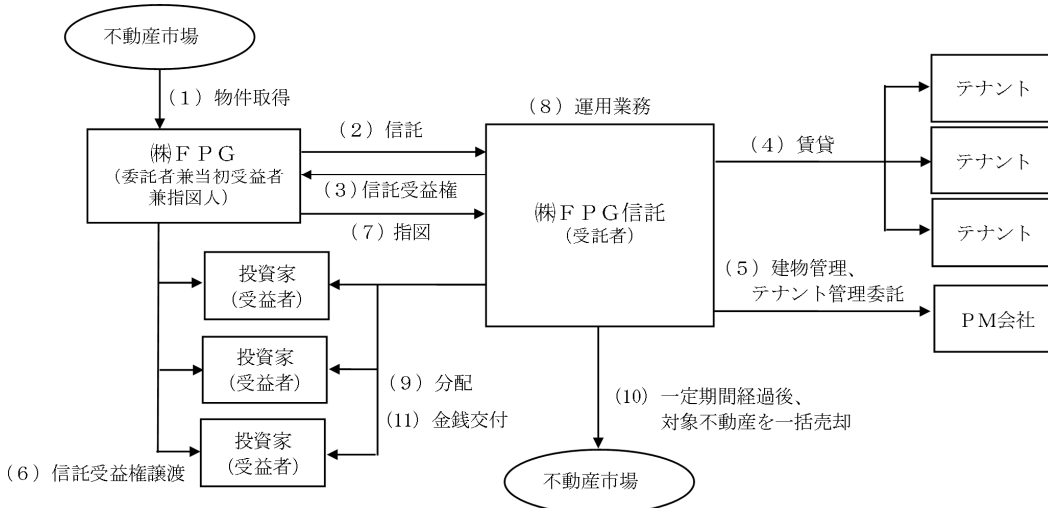 不動産市場
(1)物件取得
(8)運用業務
㈱FPG
(委託者兼当初受益者
兼指図人)
(2)信託
(3)信託受益権
(7)指図
㈱FPG信託
(受託者)
(4)賃貸
テナント
テナント
テナント
(5)建物管理、
テナント管理委託
PM会社
投資家
(受益者)
投資家
(受益者)
投資家
(受益者)
(9)分配
(11)金銭交付
(6)信託受益権譲渡
(10)一定期間経過後、
対象不動産を一括売却
不動産市場